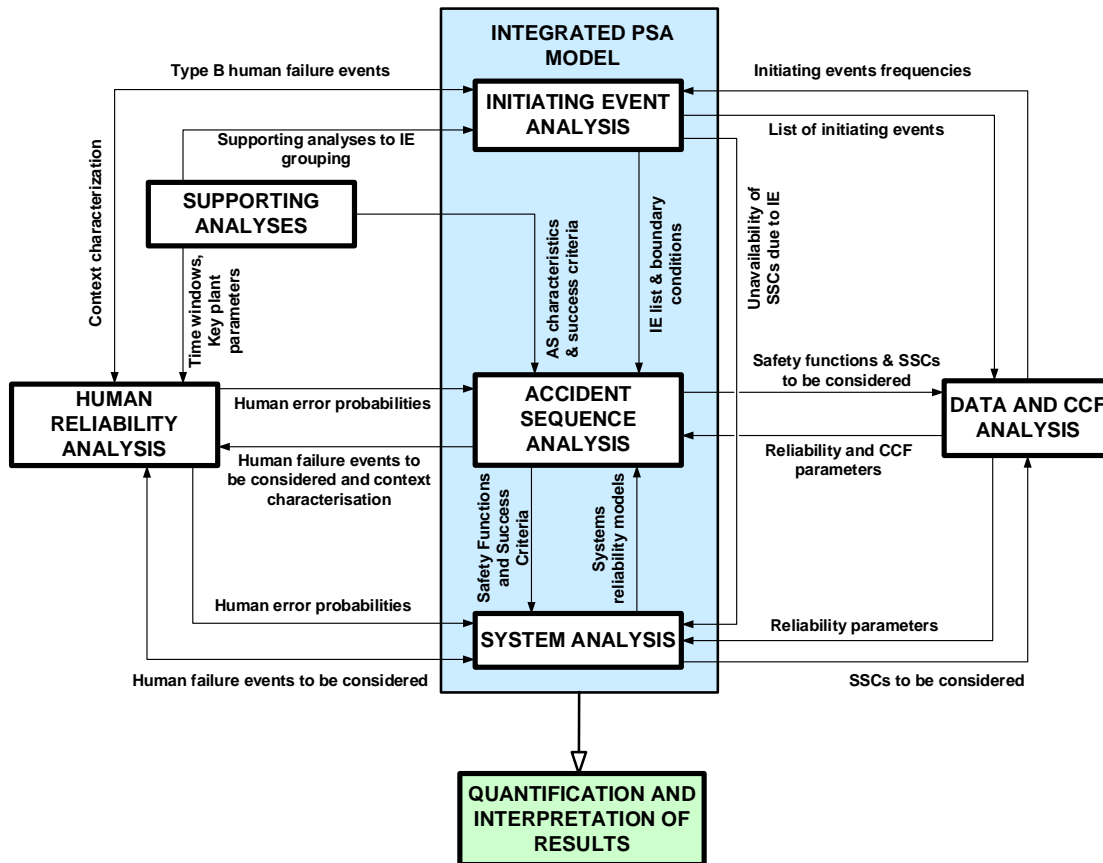 INTEGRATED PSA
MODEL
Type B human failure events
Initiating events frequencies
INITIATING EVENT
ANALYSIS
List of initiating events
Supporting analyses to IE
grouping
SUPPORTING
ANALYSES
Context characterization
Time windows,
Key plant
parameters
AS characteristics
& success criteria
IE list & boundary
conditions
Unavailability of
SSCs due to IE
HUMAN
RELIABILITY
ANALYSIS
Human error probabilities
ACCIDENT
SEQUENCE
ANALYSIS
Safety functions & SSCs
to be considered
DATA AND CCF
ANALYSIS
Human failure events to
be considered and context
characterisation
Reliability and CCF
parameters
Safety Functions
and Success
Criteria
Systems
reliability models
Human error probabilities
SYSTEM ANALYSIS
Reliability parameters
Human failure events to be considered
SSCs to be considered
QUANTIFICATION AND
INTERPRETATION OF
RESULTS